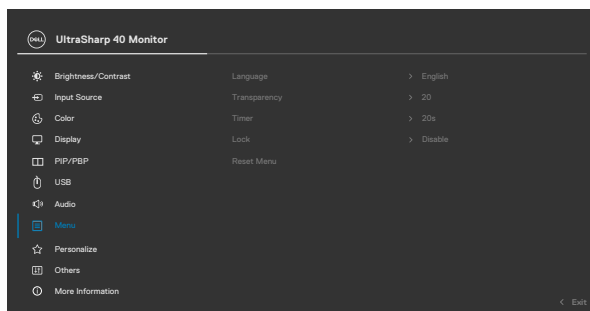 DELL UltraSharp 40 Monitor
Brightness/Contrast Language > English
Input Source Transparency > 20
Color Timer > 20s
Display Lock > Disable
PIP/PBP Reset Menu
USB
Audio
Menu
Personalize
Others
More Information
< Exit